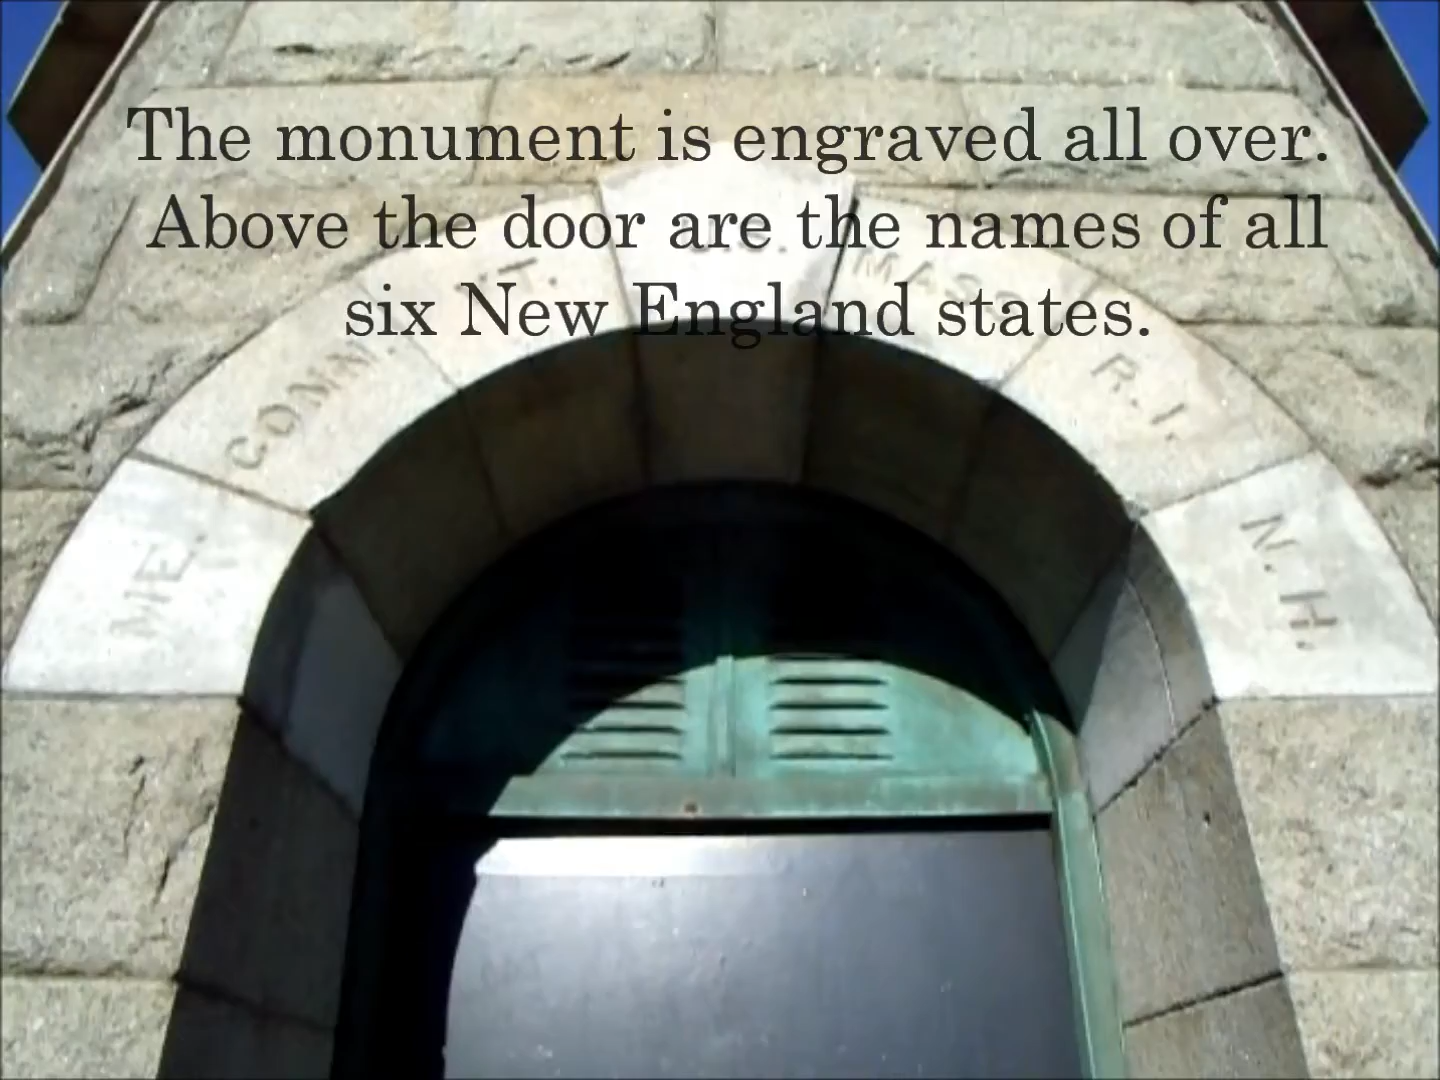 The monument is engraved all over.
Above the door are the names of all
six New England states.
ME.
CONN.
MASS
R.I.
N.H.